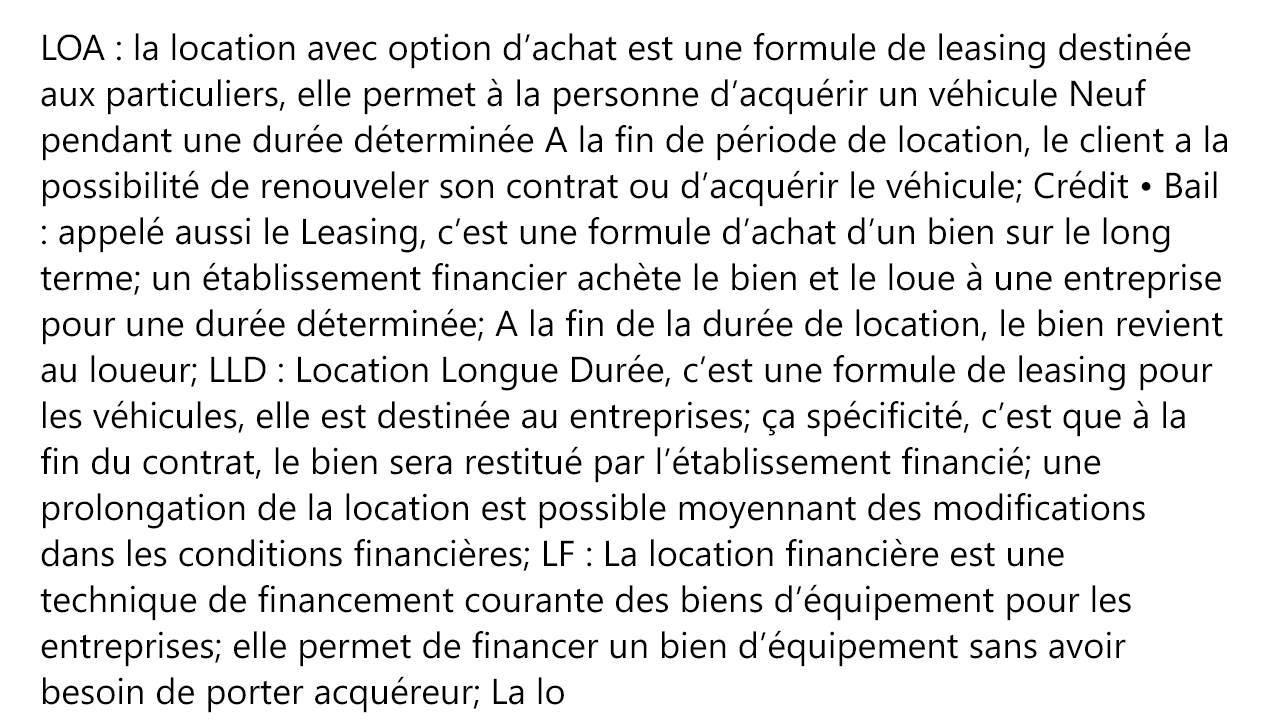 LOA : la location avec option d’achat est une formule de leasing destinée
aux particuliers, elle permet à la personne d’acquérir un véhicule Neuf
pendant une durée déterminée A la fin de période de location, le client a la
possibilité de renouveler son contrat ou d’acquérir le véhicule; Crédit • Bail
: appelé aussi le Leasing, c’est une formule d’achat d’un bien sur le long
terme; un établissement financier achète le bien et le loue à une entreprise
pour une durée déterminée; A la fin de la durée de location, le bien revient
au loueur; LLD : Location Longue Durée, c’est une formule de leasing pour
les véhicules, elle est destinée au entreprises; ça spécificité, c’est que à la
fin du contrat, le bien sera restitué par l’établissement financié; une
prolongation de la location est possible moyennant des modifications
dans les conditions financières; LF : La location financière est une
technique de financement courante des biens d’équipement pour les
entreprises; elle permet de financer un bien d’équipement sans avoir
besoin de porter acquéreur; La lo